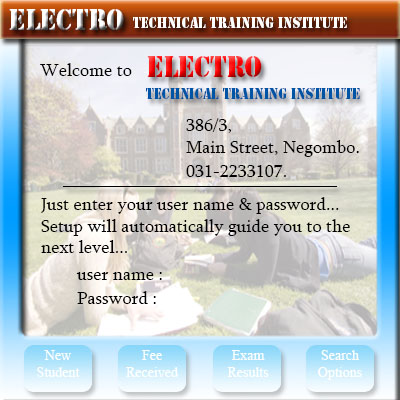 ELECTRO TECHNICAL TRAINING INSTITUTE
Welcome to ELECTRO
TECHNICAL TRAINING INSTITUTE
386/3,
Main Street, Negombo.
031-2233107.
Just enter your user name & password...
Setup will automatically guide you to the
next level...
user name :
Password :
New
Student
Fee
Received
Exam
Results
Search
Options